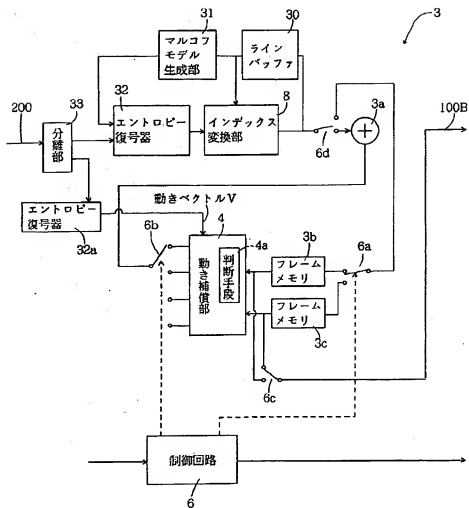 31
30
3
マルコフ
モデル
生成部
ライン
バッファ
200
33
32
8
3a
100B
分離部
エントロピー
復号器
インデックス
変換部
6d
動きベクトルV
エントロピー
復号器
32a
6b
4
4a
判断手段
動き補償部
3b
フレーム
メモリ
6a
フレーム
メモリ
3c
6c
制御回路
6